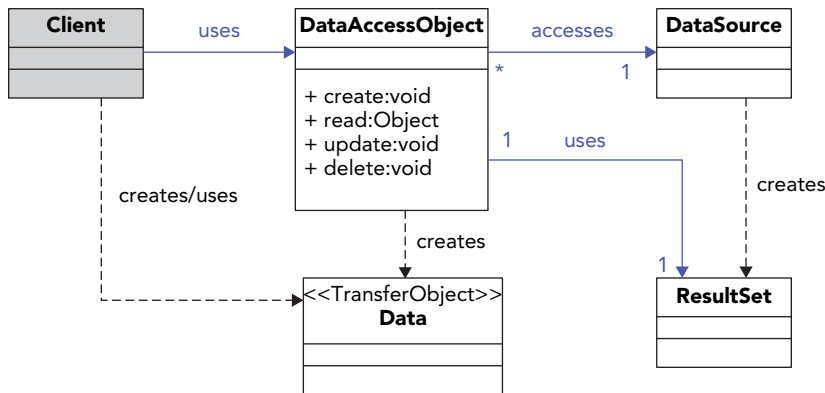 Client
uses
DataAccessObject
accesses
DataSource
*
1
+ create:void
+ read:Object
+ update:void
+ delete:void
1
uses
creates/uses
creates
creates
1
<<TransferObject>>
Data
ResultSet